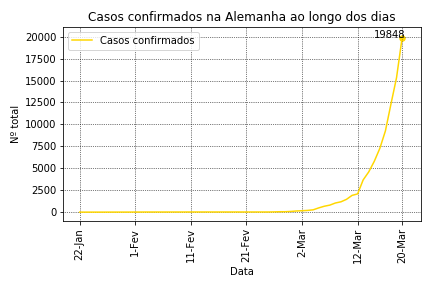 Casos confirmados na Alemanha ao longo dos dias
Casos confirmados
19848
Nº total
20000
17500
15000
12500
10000
7500
5000
2500
0
22-Jan
1-Fev
11-Fev
21-Fev
2-Mar
12-Mar
20-Mar
Data